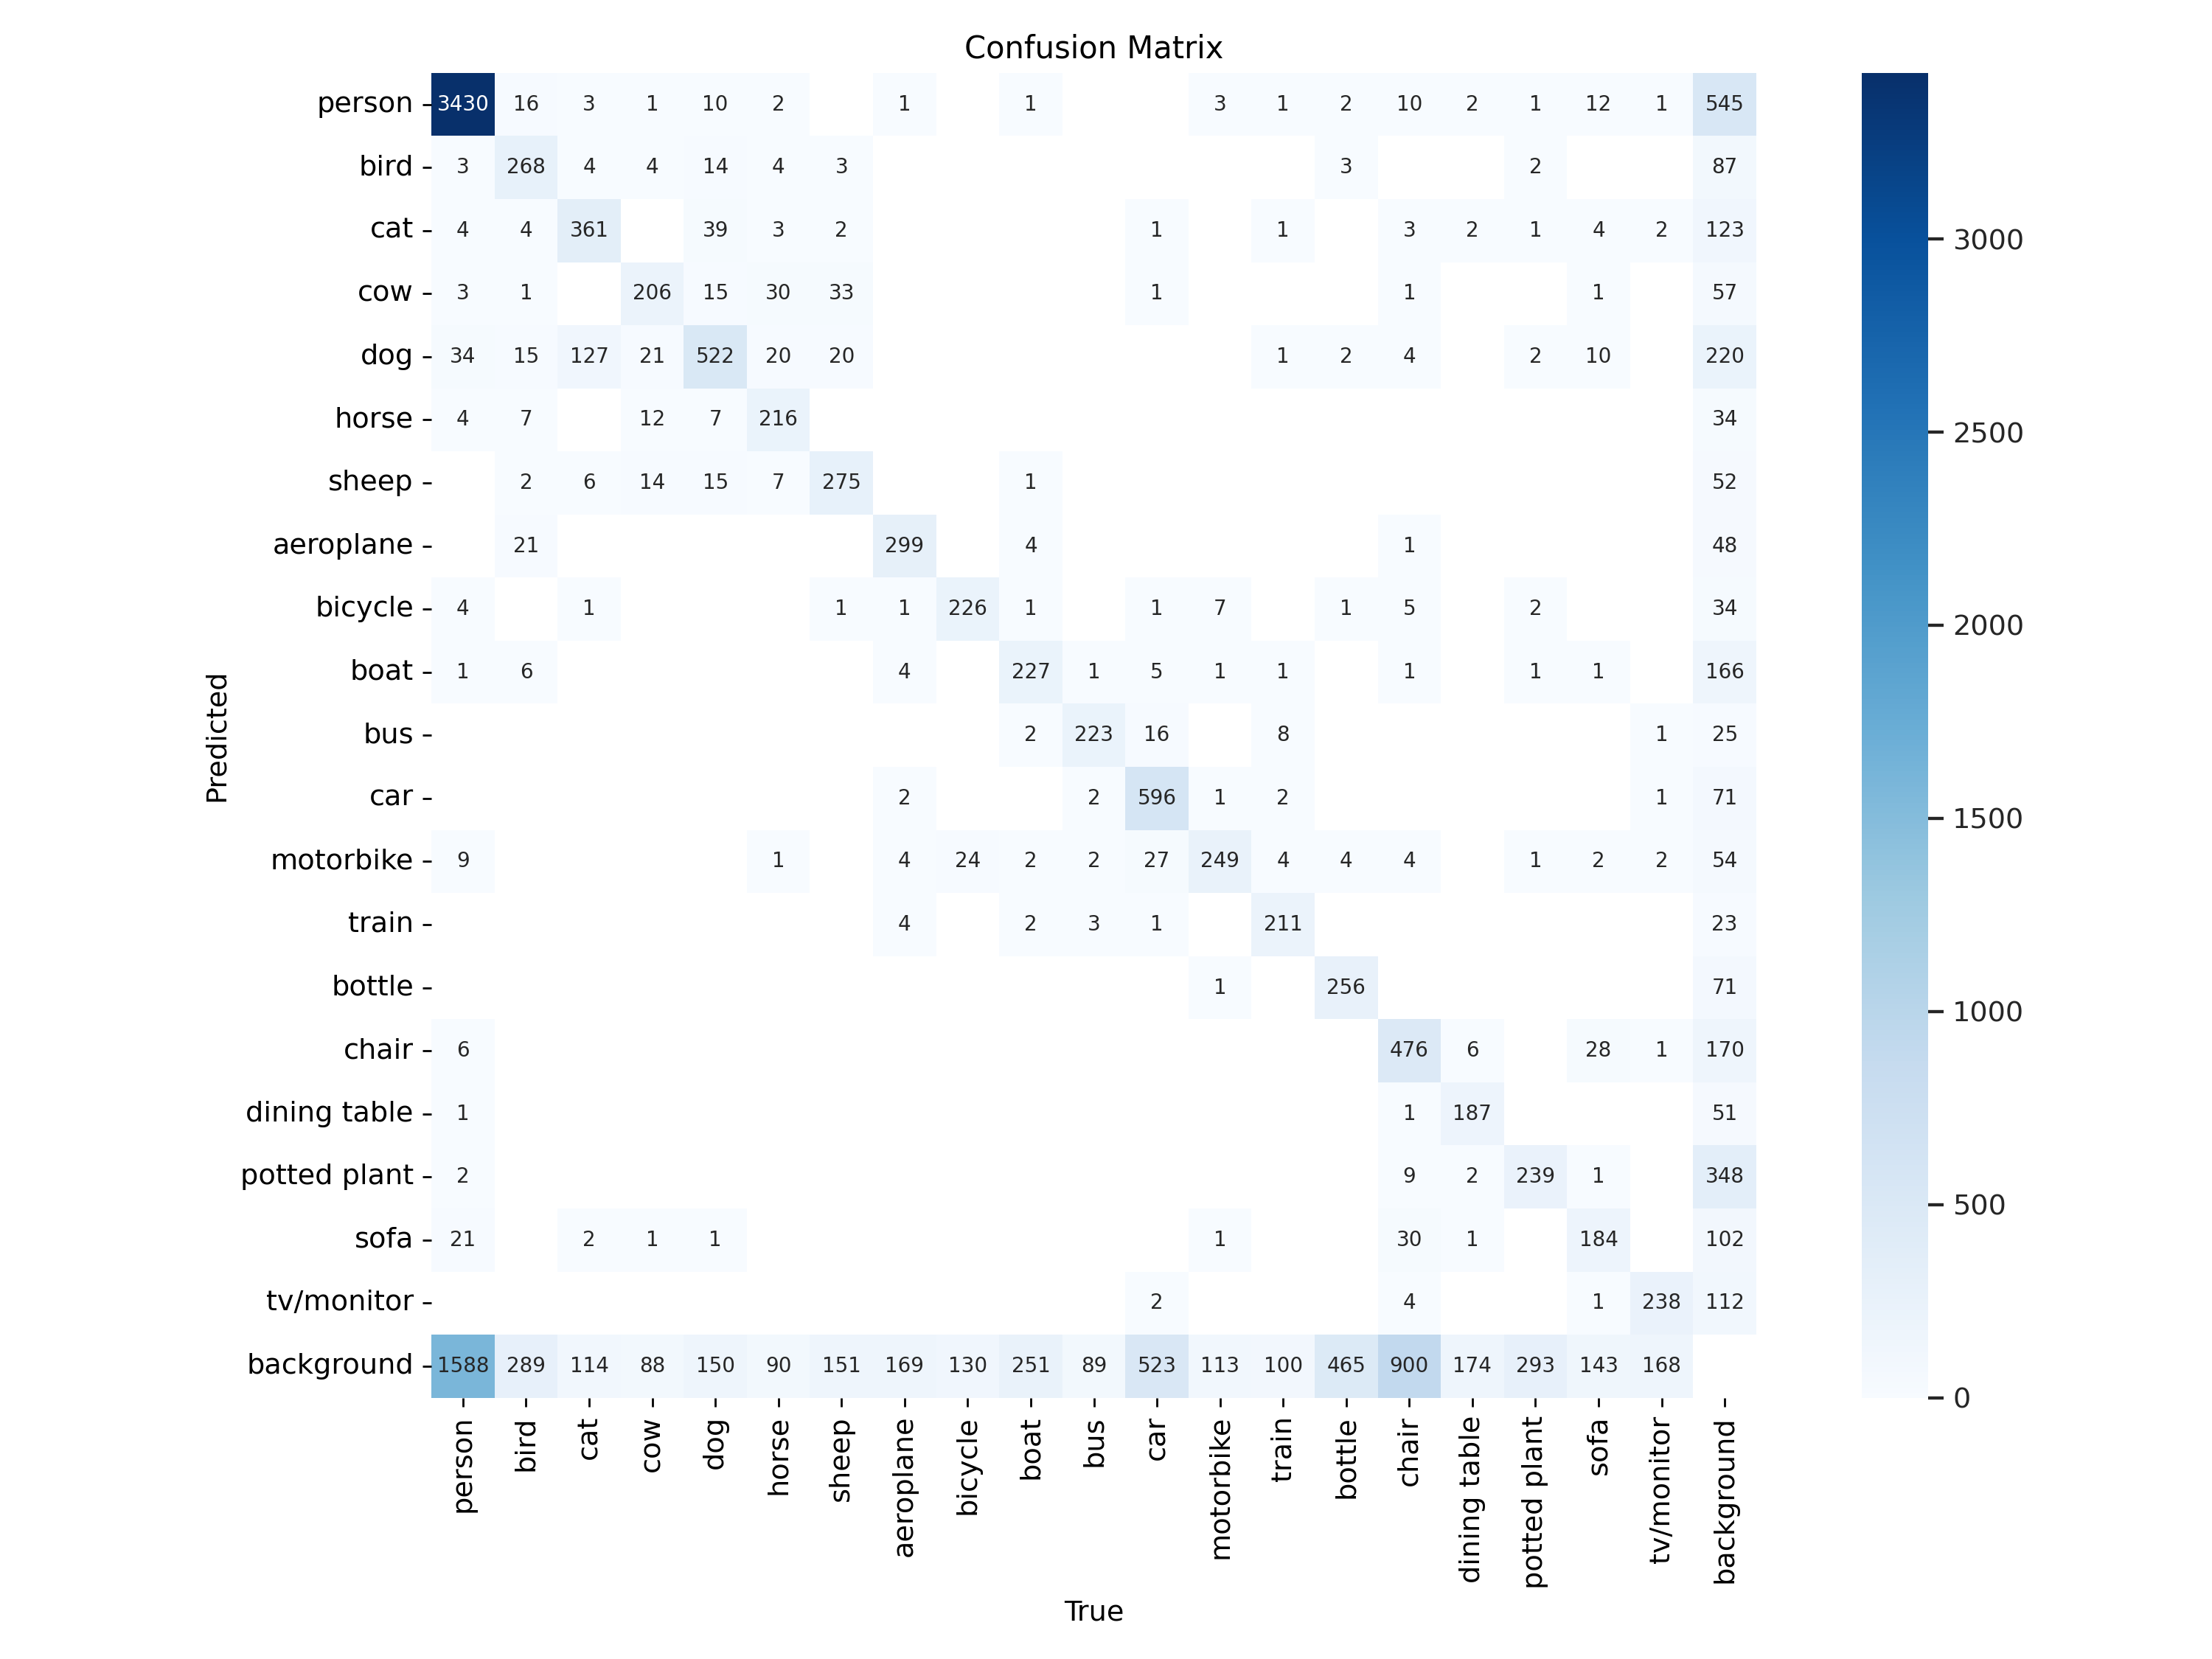 Confusion Matrix
person 3430 16 3 1 10 2 1 1 3 1 2 10 2 1 12 1 545
bird 3 268 4 4 14 4 3 3 2 87
cat 4 4 361 39 3 2 1 1 3 2 1 4 2 123
3000
cow 3 1 206 15 30 33 1 1 1 57
dog 34 15 127 21 522 20 20 1 2 4 2 10 220
2500
horse 4 7 12 7 216 34
sheep 2 6 14 15 7 275 1 52
aeroplane 21 299 4 1 48
bicycle 4 1 1 1 226 1 1 7 1 5 2 34
2000
boat 1 6 4 227 1 5 1 1 1 1 1 166
Predicted
bus 2 223 16 8 1 25
car 2 2 596 1 2 1 71
1500
motorbike 9 1 4 24 2 2 27 249 4 4 4 1 2 2 54
train 4 2 3 1 211 23
bottle 1 256 71
1000
chair 6 476 6 28 1 170
dining table 1 1 187 51
potted plant 2 9 2 239 1 348
500
sofa 21 2 1 1 1 30 1 184 102
tv/monitor 2 4 1 238 112
background 1588 289 114 88 150 90 151 169 130 251 89 523 113 100 465 900 174 293 143 168
0
person bird cat cow dog horse sheep aeroplane bicycle boat bus car motorbike train bottle chair dining table potted plant sofa tv/monitor background
True